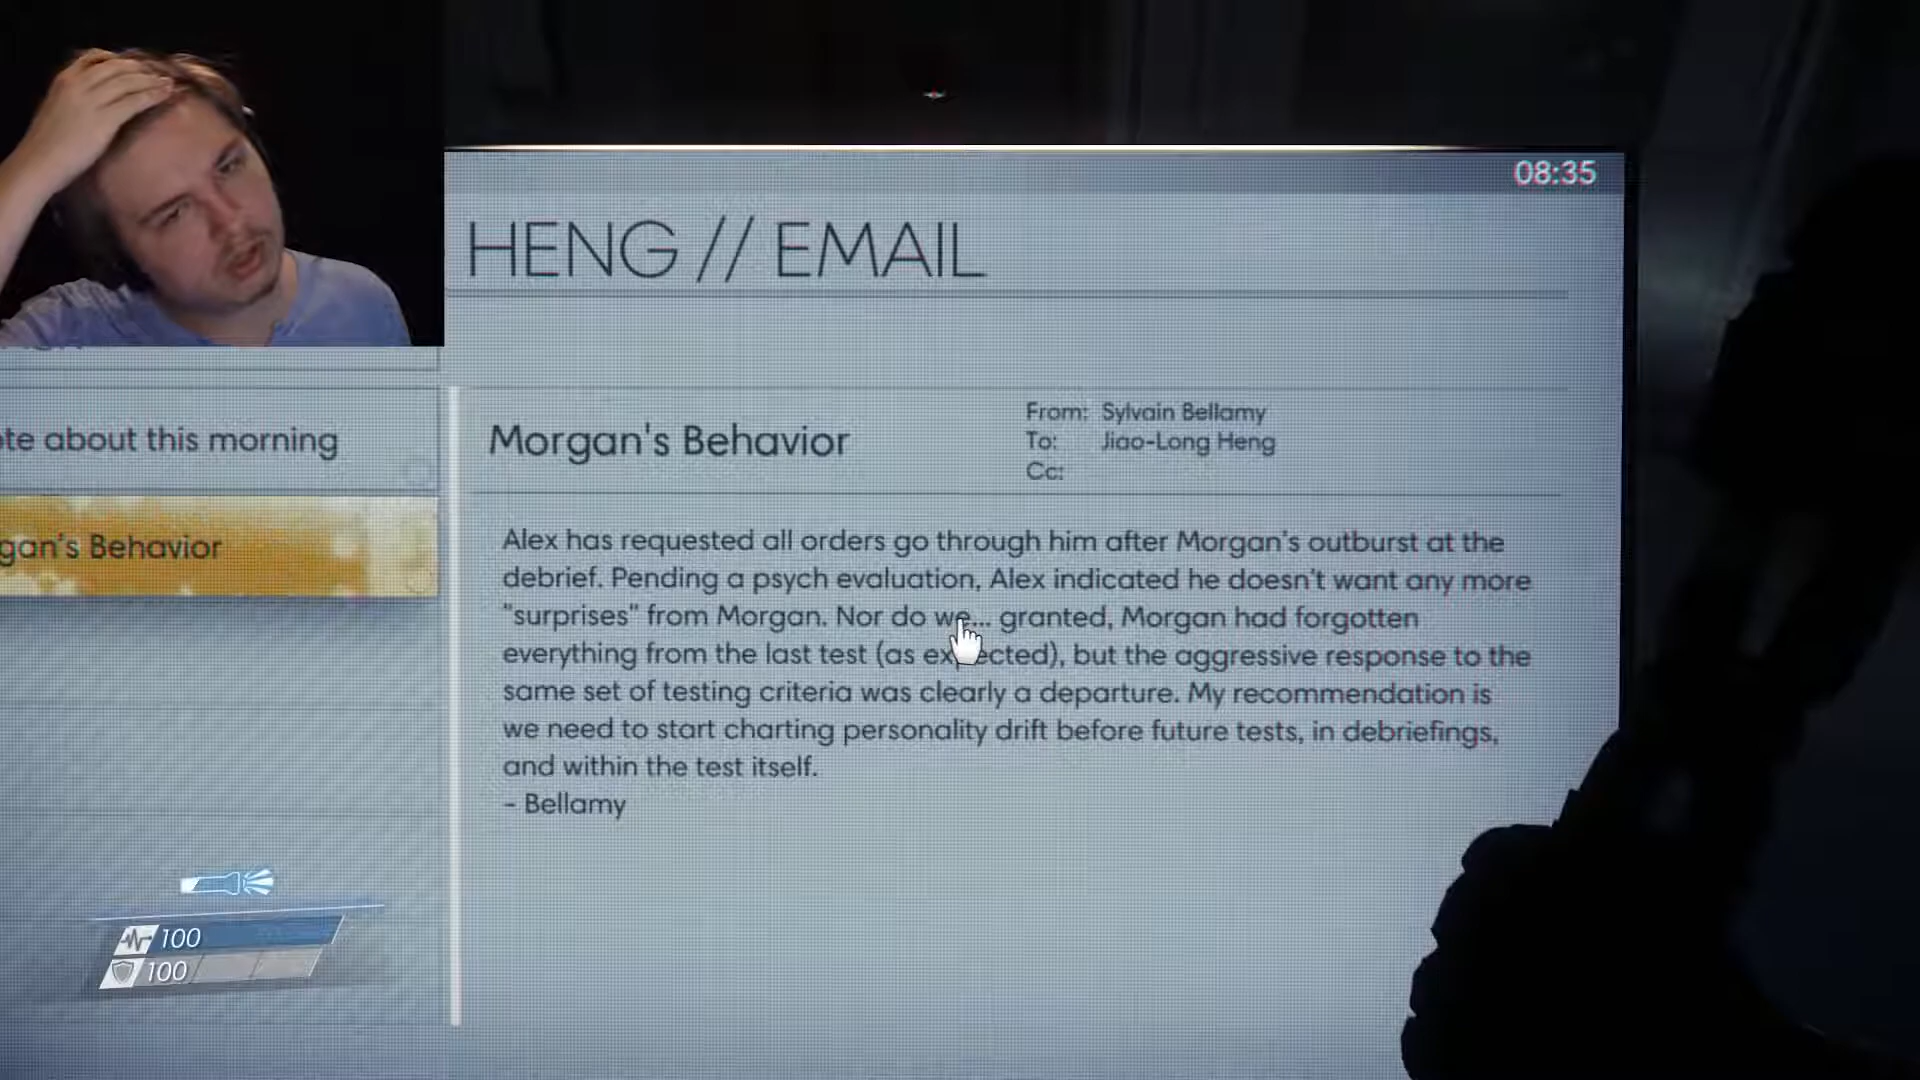 08:35
HENG // EMAIL
te about this morning
gan's Behavior
Morgan's Behavior
From: Sylvain Bellamy
To: Jiao-Long Heng
Cc:
Alex has requested all orders go through him after Morgan's outburst at the
debrief. Pending a psych evaluation, Alex indicated he doesn't want any more
"surprises" from Morgan. Nor do we... granted, Morgan had forgotten
everything from the last test (as expected), but the aggressive response to the
same set of testing criteria was clearly a departure. My recommendation is
we need to start charting personality drift before future tests, in debriefings,
and within the test itself.
- Bellamy
100
100